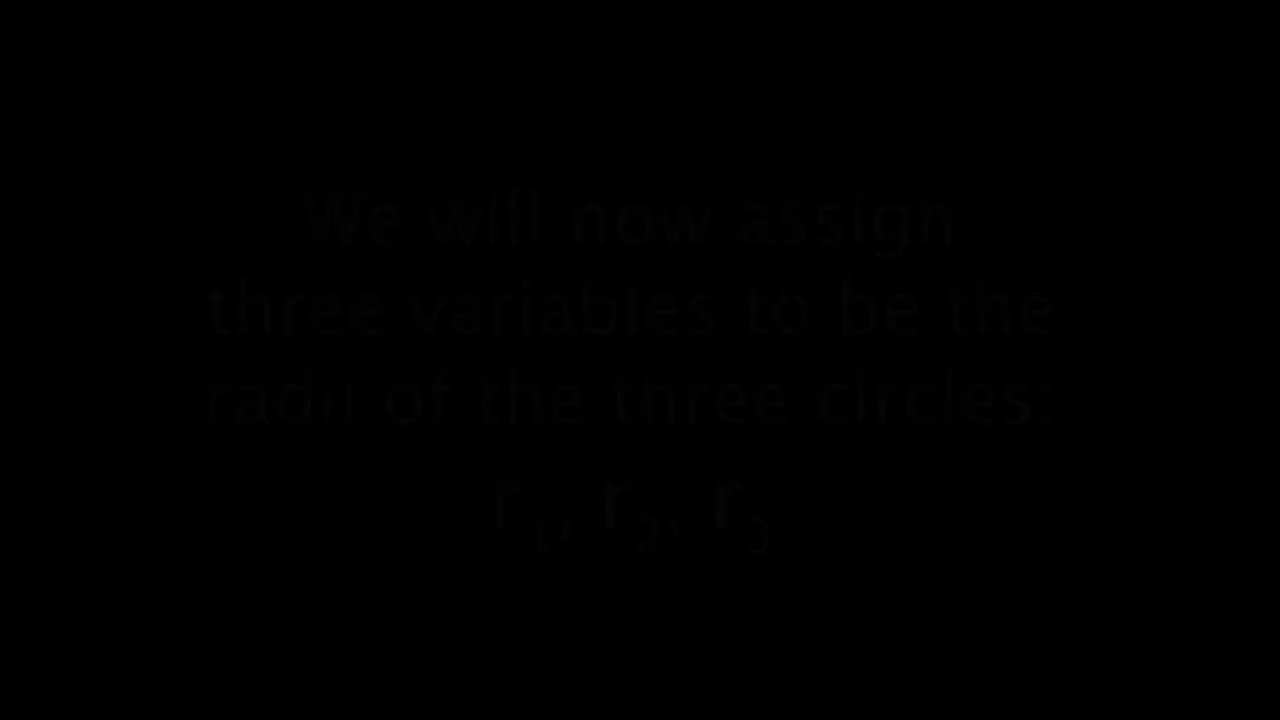 We will now assign
three variables to be the
radii of the three circles:
r₁, r₂, r₃